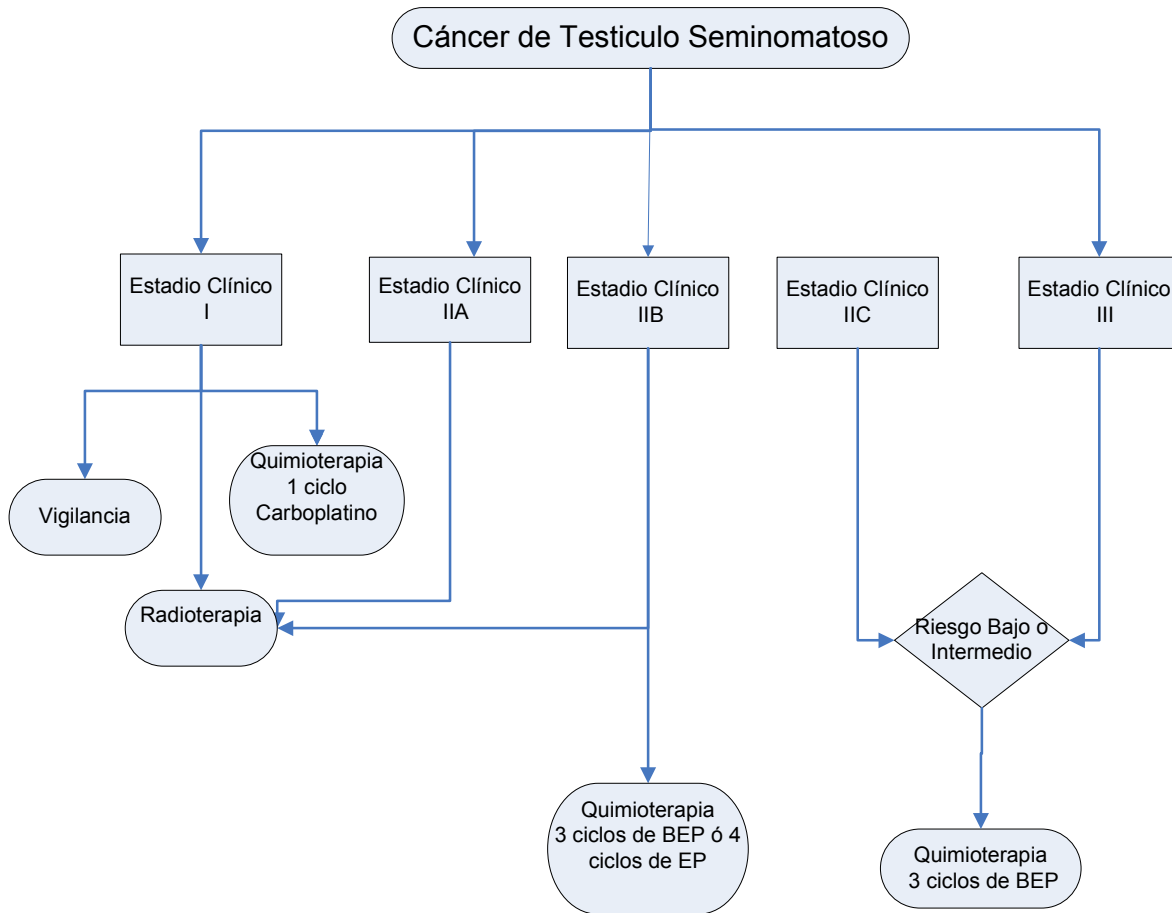 Cáncer de Testiculo Seminomatoso
Estadio Clínico
I
Estadio Clínico
IIA
Estadio Clínico
IIB
Estadio Clínico
IIC
Estadio Clínico
III
Vigilancia
Quimioterapia
1 ciclo
Carboplatino
Radioterapia
Riesgo Bajo o
Intermedio
Quimioterapia
3 ciclos de BEP ó 4
ciclos de EP
Quimioterapia
3 ciclos de BEP